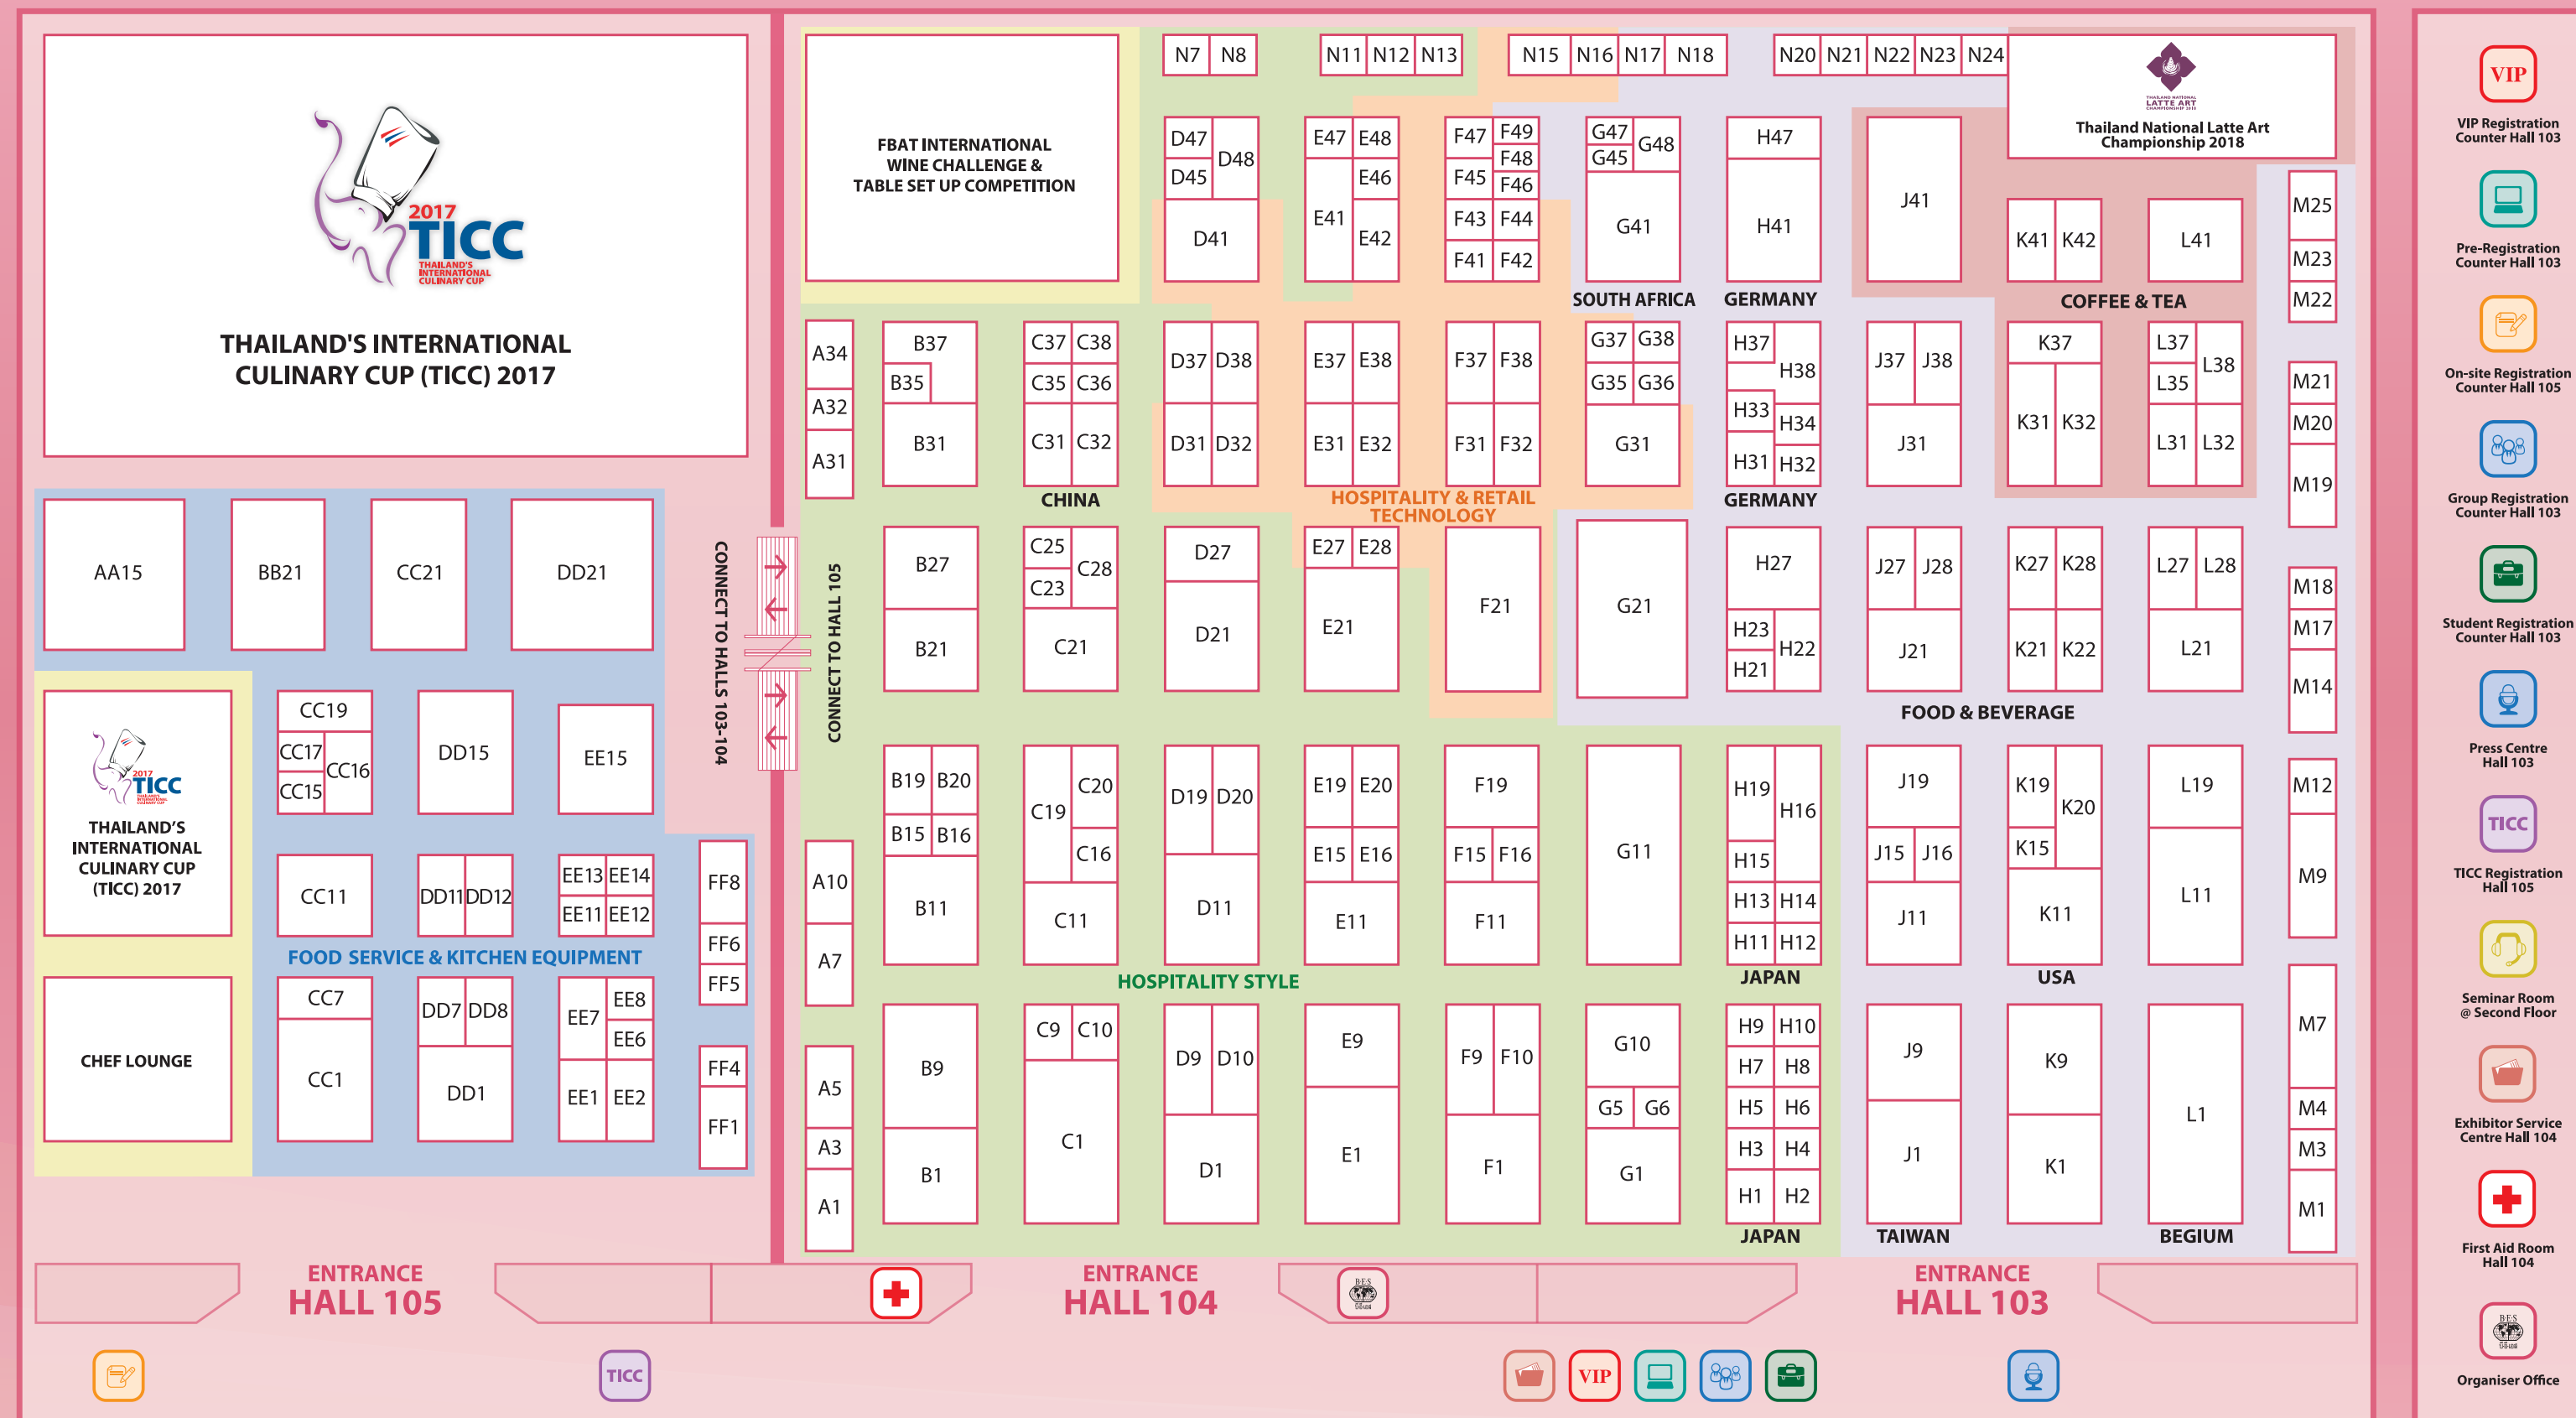 2017
TICC
THAILAND'S
INTERNATIONAL
CULINARY CUP
THAILAND'S INTERNATIONAL
CULINARY CUP (TICC) 2017
AA15
BB21
CC21
DD21
2017
TICC
THAILAND'S
INTERNATIONAL
CULINARY CUP
(TICC) 2017
CC19
CC17
CC16
CC15
DD15
EE15
CC11
DD11 DD12
EE13 EE14
EE11 EE12
FF8
FF6
FF5
FOOD SERVICE & KITCHEN EQUIPMENT
CHEF LOUNGE
CC7
CC1
DD7 DD8
DD1
EE7
EE8
EE6
EE1 EE2
FF4
FF1
CONNECT TO HALLS 103-104
CONNECT TO HALL 105
FBAT INTERNATIONAL
WINE CHALLENGE &
TABLE SET UP COMPETITION
N7 N8
N11 N12 N13
N15 N16 N17 N18
N20 N21 N22 N23 N24
THAILAND NATIONAL
LATTE ART
CHAMPIONSHIP 2018
Thailand National Latte Art
Championship 2018
D47
D48
D45
D41
E47 E48
E46
E41
E42
F47
F49
F48
F45
F46
F43 F44
F41 F42
G47
G48
G45
G41
SOUTH AFRICA
H47
H41
GERMANY
J41
K41 K42
L41
COFFEE & TEA
M25
M23
M22
A34
A32
A31
B37
B35
B31
C37 C38
C35 C36
C31 C32
CHINA
D37 D38
D31 D32
E37 E38
E31 E32
F37 F38
F31 F32
HOSPITALITY & RETAIL
TECHNOLOGY
G37 G38
G35 G36
G31
H37
H38
H33
H34
H31
H32
GERMANY
J37 J38
J31
K37
K31 K32
L37
L38
L35
L31 L32
M21
M20
M19
B27
B21
C25
C28
C23
C21
D27
D21
E27 E28
E21
F21
G21
H27
H23
H22
H21
J27 J28
J21
K27 K28
K21 K22
L27 L28
L21
M18
M17
M14
FOOD & BEVERAGE
B19 B20
B15 B16
B11
C20
C19
C16
C11
D19 D20
D11
E19 E20
E15 E16
E11
F19
F15 F16
F11
G11
H19
H16
H15
H13 H14
H11 H12
JAPAN
J19
J15 J16
J11
K19
K20
K15
K11
USA
L19
L11
M12
M9
A10
A7
HOSPITALITY STYLE
A5
A3
A1
B9
B1
C9 C10
C1
D9 D10
D1
E9
E1
F9 F10
F1
G10
G5 G6
G1
H9 H10
H7 H8
H5 H6
H3 H4
H1 H2
JAPAN
J9
J1
TAIWAN
K9
K1
L1
BEGIUM
M7
M4
M3
M1
ENTRANCE
HALL 105
ENTRANCE
HALL 104
B·E·S
ENTRANCE
HALL 103
TICC
VIP
VIP
VIP Registration
Counter Hall 103
Pre-Registration
Counter Hall 103
On-site Registration
Counter Hall 105
Group Registration
Counter Hall 103
Student Registration
Counter Hall 103
Press Centre
Hall 103
TICC
TICC Registration
Hall 105
Seminar Room
@ Second Floor
Exhibitor Service
Centre Hall 104
First Aid Room
Hall 104
B·E·S
Organiser Office